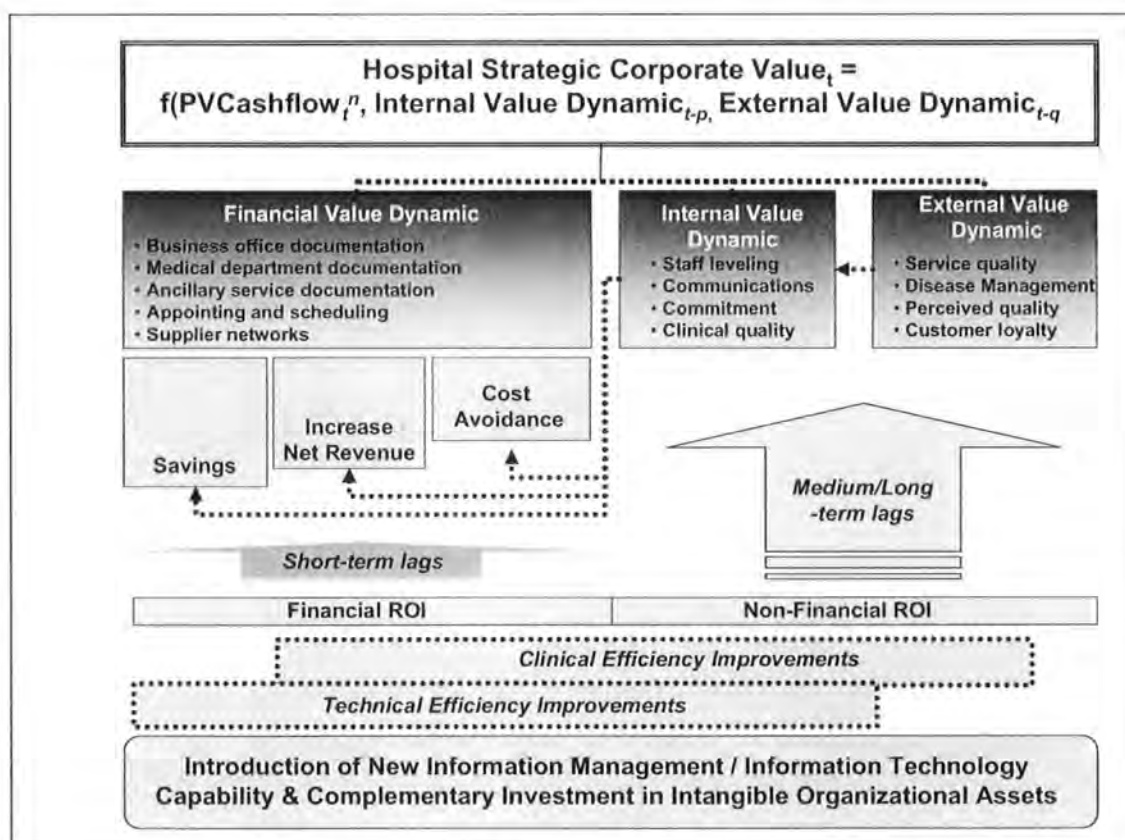 Hospital Strategic Corporate Valueₜ =
f(PVCashflowₜⁿ, Internal Value Dynamic t-p, External Value Dynamic t-q
Financial Value Dynamic
• Business office documentation
• Medical department documentation
• Ancillary service documentation
• Appointing and scheduling
• Supplier networks
Internal Value
Dynamic
• Staff leveling
• Communications
• Commitment
• Clinical quality
External Value
Dynamic
• Service quality
• Disease Management
• Perceived quality
• Customer loyalty
Savings
Increase
Net Revenue
Cost
Avoidance
Short-term lags
Medium/Long
-term lags
Financial ROI
Non-Financial ROI
Clinical Efficiency Improvements
Technical Efficiency Improvements
Introduction of New Information Management / Information Technology
Capability & Complementary Investment in Intangible Organizational Assets